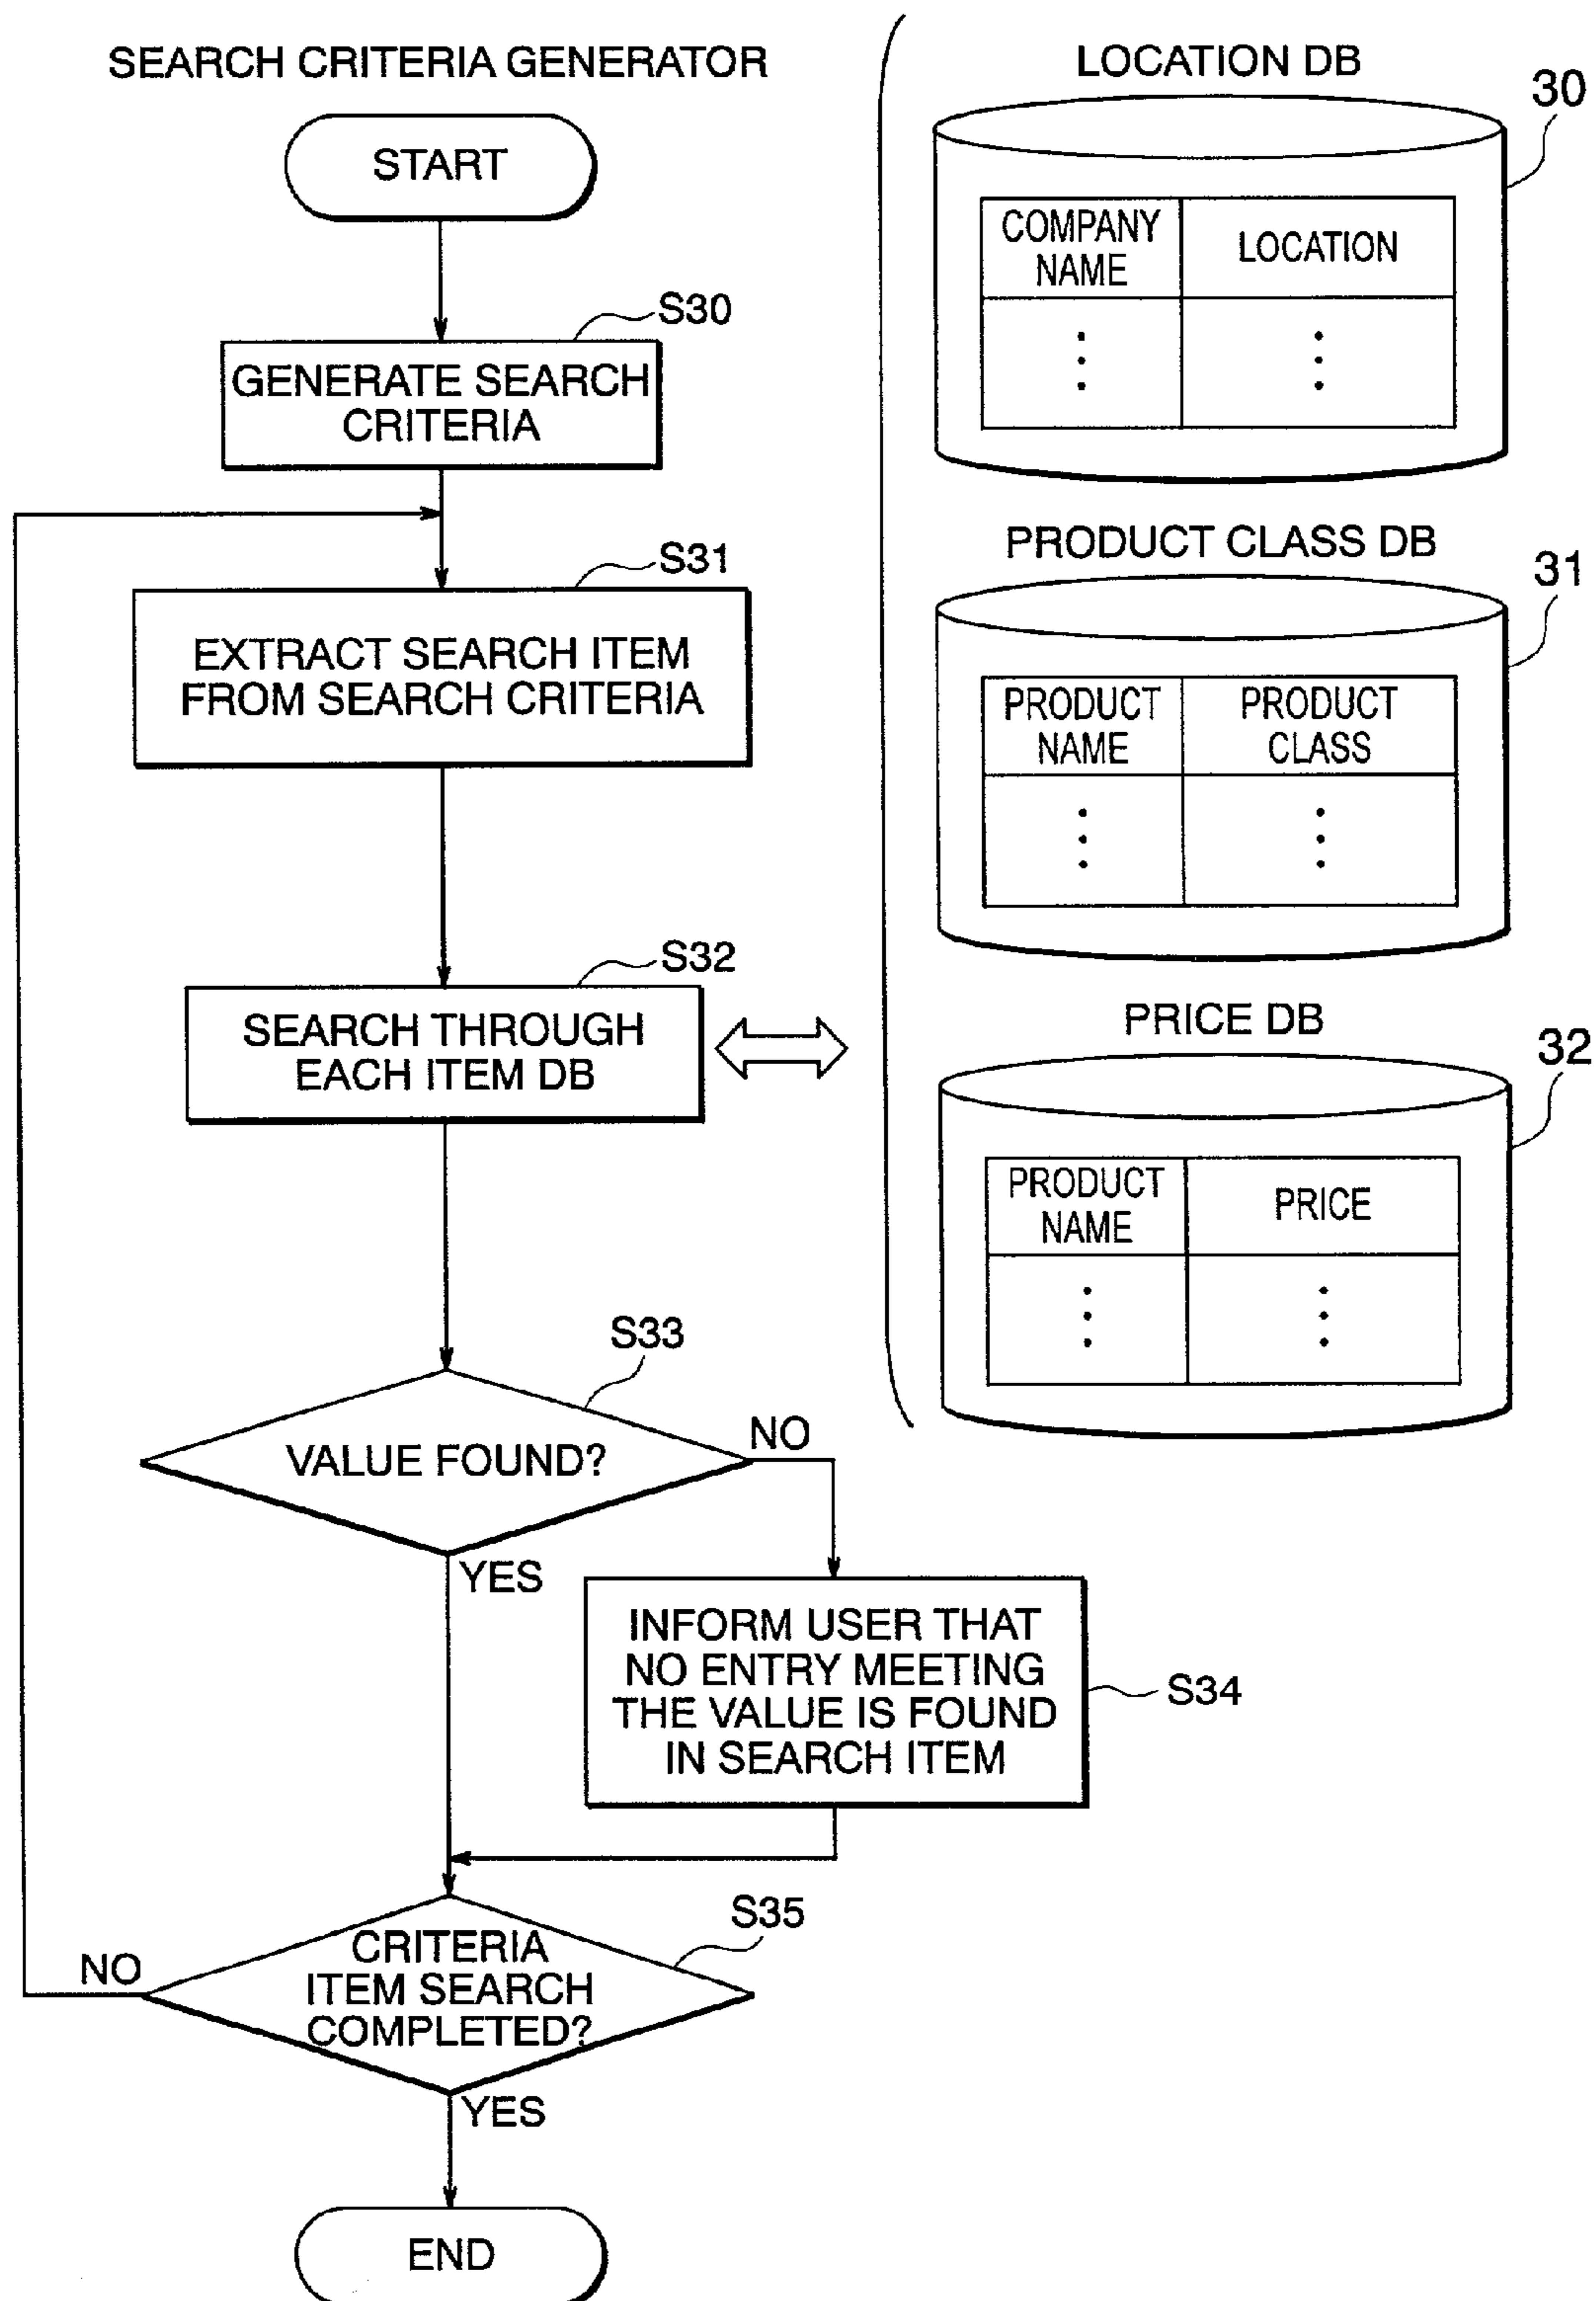 SEARCH CRITERIA GENERATOR
START
S30
GENERATE SEARCH
CRITERIA
S31
EXTRACT SEARCH ITEM
FROM SEARCH CRITERIA
S32
SEARCH THROUGH
EACH ITEM DB
S33
VALUE FOUND?
NO
YES
INFORM USER THAT
NO ENTRY MEETING
THE VALUE IS FOUND
IN SEARCH ITEM
S34
S35
CRITERIA
ITEM SEARCH
COMPLETED?
NO
YES
END
LOCATION DB
30
COMPANY
NAME
LOCATION
PRODUCT CLASS DB
31
PRODUCT
NAME
PRODUCT
CLASS
PRICE DB
32
PRODUCT
NAME
PRICE